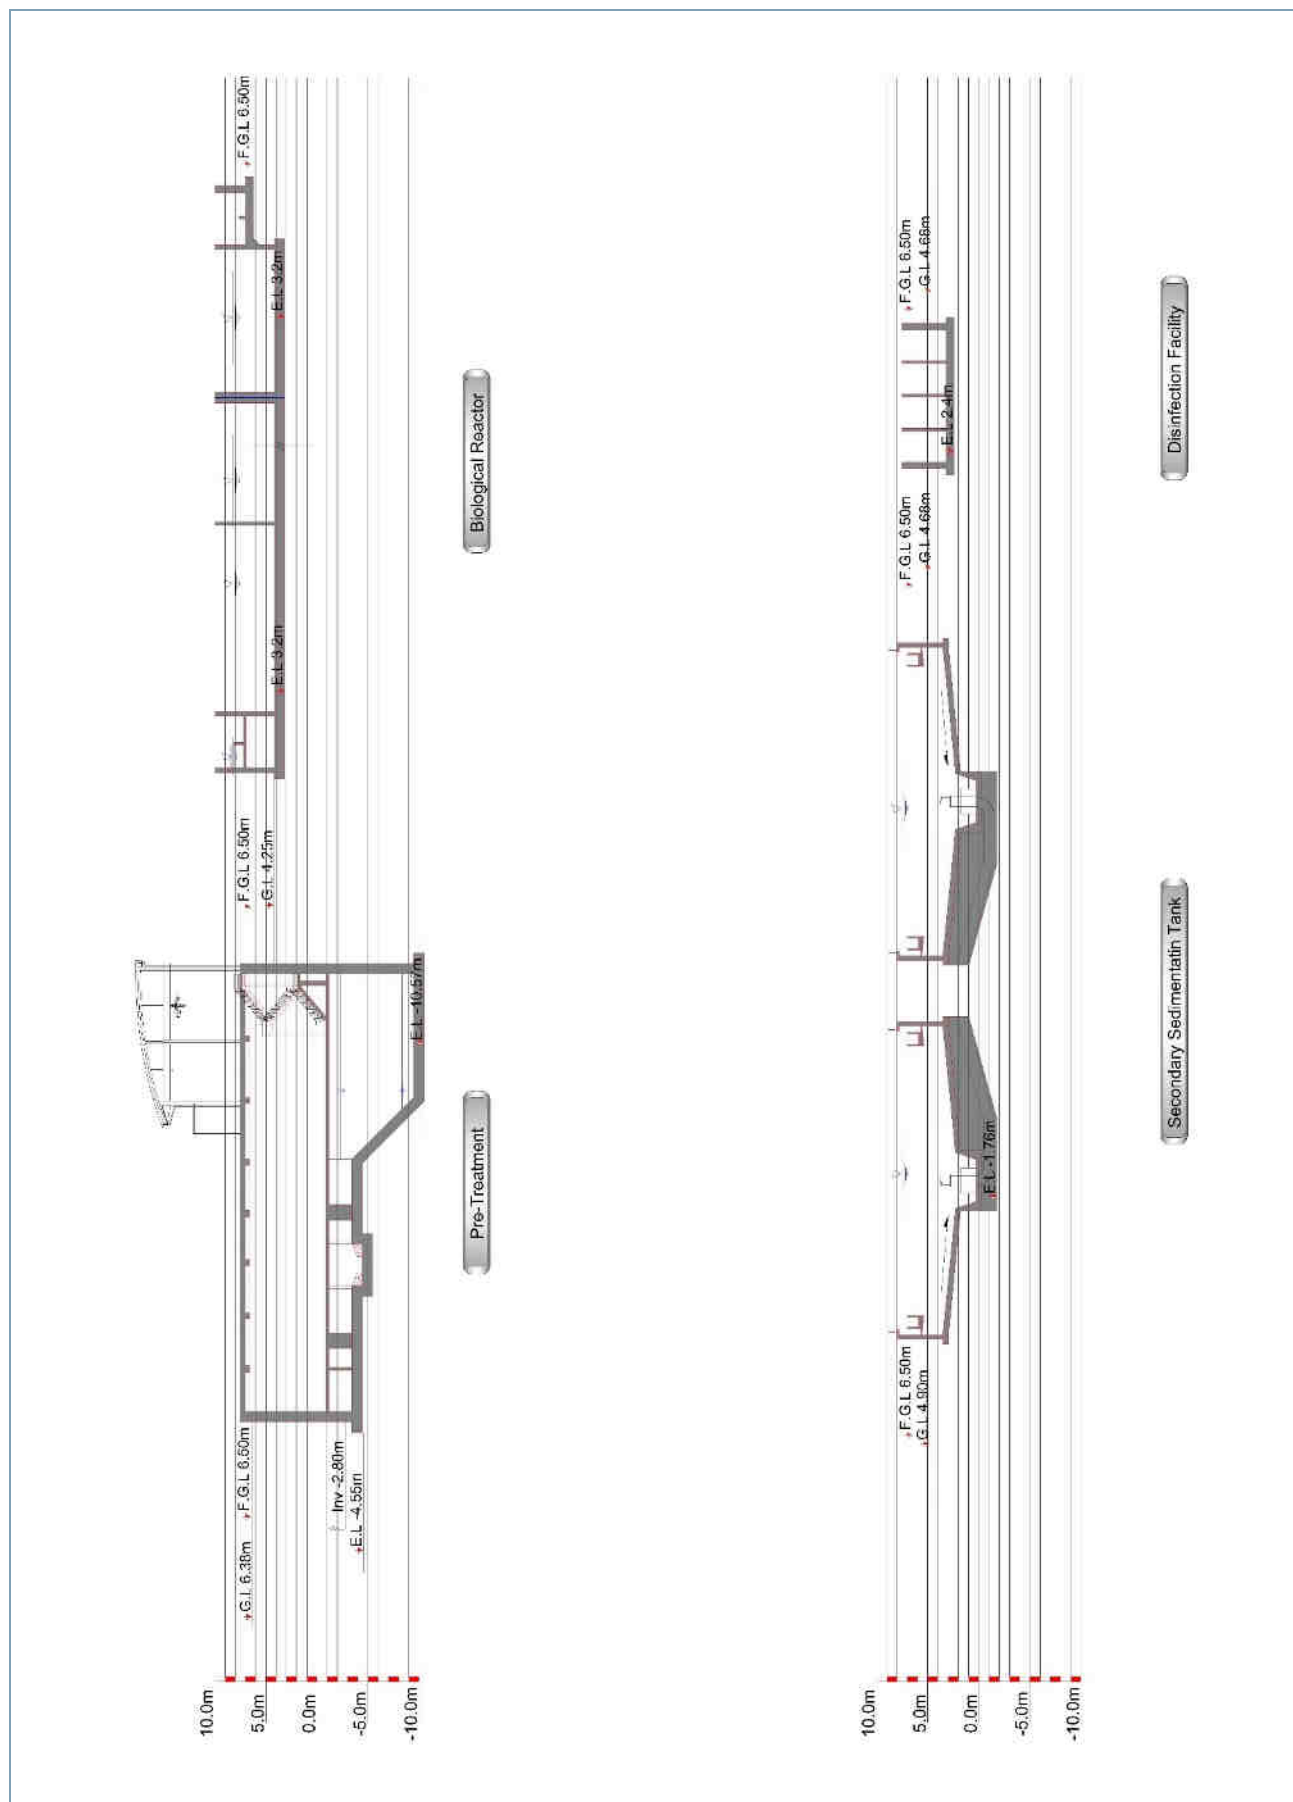 10.0m
5.0m
0.0m
-5.0m
-10.0m
G.L 6.38m
F.G.L 6.50m
Inv -2.80m
E.L -4.55m
E.L -10.57m
F.G.L 6.50m
G.L 4.25m
E.L 3.2m
E.L 3.2m
F.G.L 6.50m
Pre-Treatment
Biological Reactor
10.0m
5.0m
0.0m
-5.0m
-10.0m
F.G.L 6.50m
G.L 4.90m
E.L -1.76m
F.G.L 6.50m
G.L 4.68m
E.L 2.4m
F.G.L 6.50m
G.L 4.68m
Secondary Sedimentatin Tank
Disinfection Facility